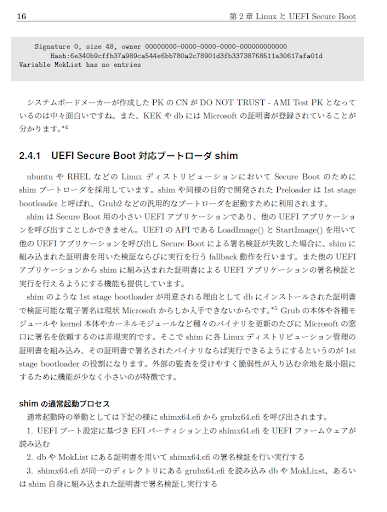 16
第 2 章 Linux と UEFI Secure Boot
Signature 0, size 48, owner 00000000-0000-0000-0000-000000000000
Hash:6e340b9cffb37a989ca544e6bb780a2c78901d3fb33738768511a30617afa01d
Variable MokList has no entries
システムボードメーカーが作成した PK の CN が DO NOT TRUST - AMI Test PK となって
いるのは中々面白いですね。また、KEK や db には Microsoft の証明書が登録されていることが
分かります。*4
2.4.1 UEFI Secure Boot 対応ブートローダ shim
ubuntu や RHEL などの Linux ディストリビューションにおいて Secure Boot のために
shim ブートローダを採用しています。shim や同様の目的で開発された Preloader は 1st stage
bootloader と呼ばれ、Grub2 などの汎用的なブートローダを起動すために利用されます。
shim は Secure Boot 用の小さい UEFI アプリケーションであり、他の UEFI アプリケーショ
ンを呼び出すことしかできません。UEFI の API である LoadImage() と StartImage() を用いて
他の UEFI アプリケーションを呼び出し Secure Boot による署名検証が失敗した場合に、shim に
組み込まれた証明書を用いた検証ならびに実行を行う fallback 動作を行います。また他の UEFI
アプリケーションから shim に組み込まれた証明書による UEFI アプリケーションの署名検証と
実行を行えるようにする機能も提供しています。
shim のような 1st stage bootloader が用意される理由として db にインストールされた証明書
で検証可能な電子署名は現状 Microsoft からしか入手できないからです。*5 Grub の本体や各種モ
ジュールや kernel 本体やカーネルモジュールなど種々のバイナリを更新のたびに Microsoft の窓
口に署名を依頼するのは非現実的です。そこで shim に各 Linux ディストリビューション管理の
証明書を組み込み、その証明書で署名されたバイナリならば実行できるようにするというのが 1st
stage bootloader の役割になります。外部の監査を受けやすく脆弱性が入り込む余地を最小限に
するために機能が少なく小さいのが特徴です。
shim の通常起動プロセス
通常起動時の挙動としては下記の様に shimx64.efi から grubx64.efi を呼び出します。
1. UEFI ブート設定に基づき EFI パーティション上の shimx64.efi を UEFI ファームウェアが
読み込む
2. db や MokList にある証明書を用いて shimx64.efi の署名検証を行い実行する
3. shimx64.efi が同一のディレクトリにある grubx64.efi を読み込み db や MokLixst、あるい
は shim 自身に組み込まれた証明書で署名検証し実行する